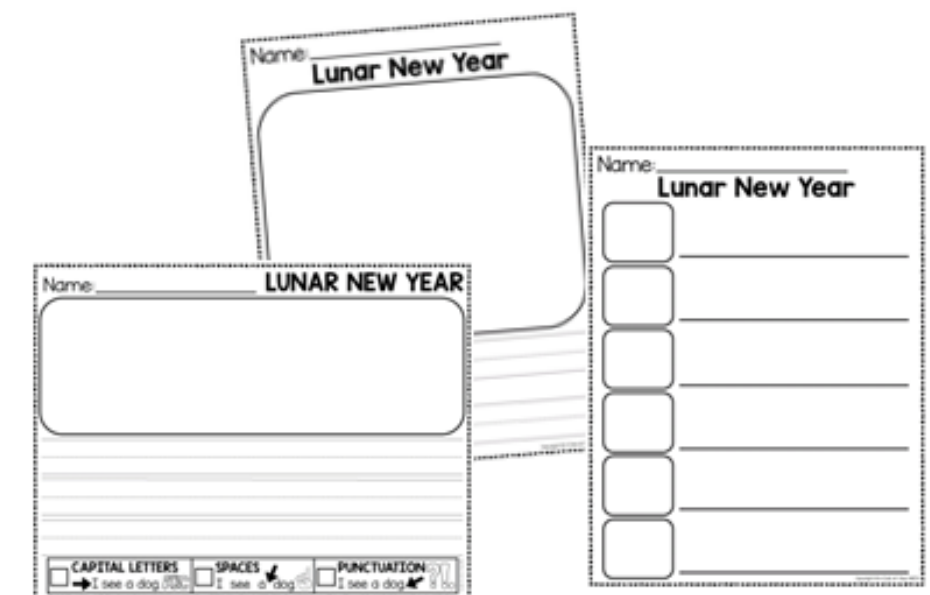 Name:
Lunar New Year
Name:
Lunar New Year
Name:
LUNAR NEW YEAR
CAPITAL LETTERS
I see a dog. ABC
SPACES
I see a dog
PUNCTUATION
I see a dog. ?!.